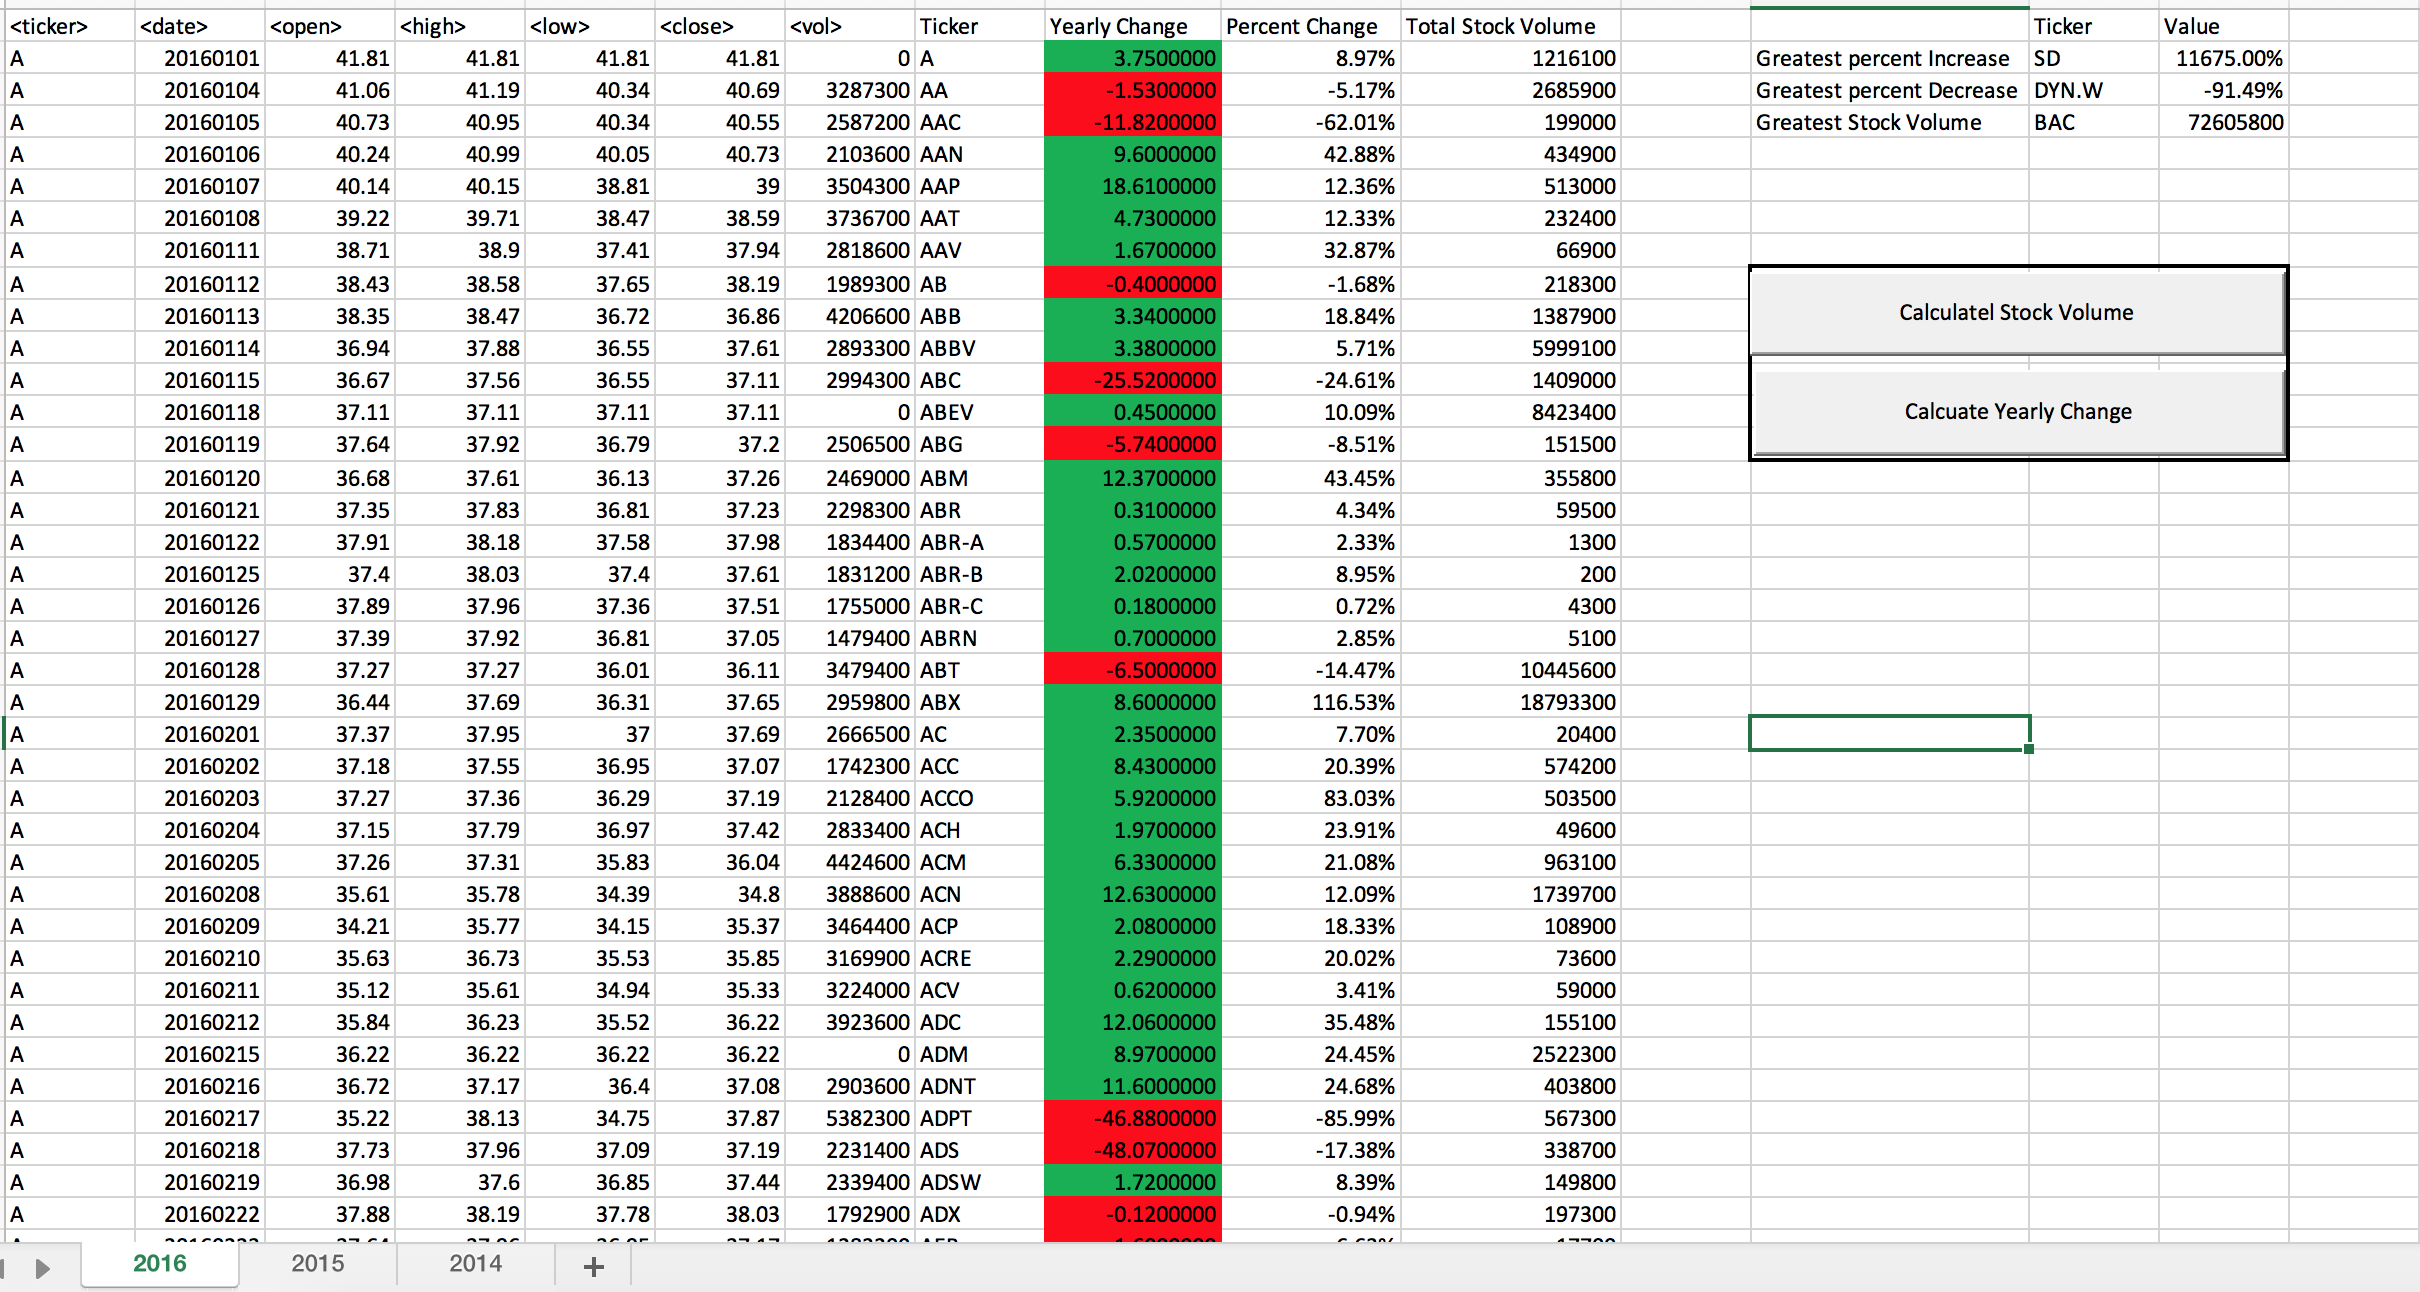 <ticker> <date> <open> <high> <low> <close> <vol> Ticker Yearly Change Percent Change Total Stock Volume Ticker Value
A 20160101 41.81 41.81 41.81 41.81 0 A 3.7500000 8.97% 1216100 Greatest percent Increase SD 11675.00%
A 20160104 41.06 41.19 40.34 40.69 3287300 AA -1.5300000 -5.17% 2685900 Greatest percent Decrease DYN.W -91.49%
A 20160105 40.73 40.95 40.34 40.55 2587200 AAC -11.8200000 -62.01% 199000 Greatest Stock Volume BAC 72605800
A 20160106 40.24 40.99 40.05 40.73 2103600 AAN 9.6000000 42.88% 434900
A 20160107 40.14 40.15 38.81 39 3504300 AAP 18.6100000 12.36% 513000
A 20160108 39.22 39.71 38.47 38.59 3736700 AAT 4.7300000 12.33% 232400
A 20160111 38.71 38.9 37.41 37.94 2818600 AAV 1.6700000 32.87% 66900
A 20160112 38.43 38.58 37.65 38.19 1989300 AB -0.4000000 -1.68% 218300
A 20160113 38.35 38.47 36.72 36.86 4206600 ABB 3.3400000 18.84% 1387900 Calculatel Stock Volume
A 20160114 36.94 37.88 36.55 37.61 2893300 ABBV 3.3800000 5.71% 5999100
A 20160115 36.67 37.56 36.55 37.11 2994300 ABC -25.5200000 -24.61% 1409000
A 20160118 37.11 37.11 37.11 37.11 0 ABEV 0.4500000 10.09% 8423400 Calcuate Yearly Change
A 20160119 37.64 37.92 36.79 37.2 2506500 ABG -5.7400000 -8.51% 151500
A 20160120 36.68 37.61 36.13 37.26 2469000 ABM 12.3700000 43.45% 355800
A 20160121 37.35 37.83 36.81 37.23 2298300 ABR 0.3100000 4.34% 59500
A 20160122 37.91 38.18 37.58 37.98 1834400 ABR-A 0.5700000 2.33% 1300
A 20160125 37.4 38.03 37.4 37.61 1831200 ABR-B 2.0200000 8.95% 200
A 20160126 37.89 37.96 37.36 37.51 1755000 ABR-C 0.1800000 0.72% 4300
A 20160127 37.39 37.92 36.81 37.05 1479400 ABRN 0.7000000 2.85% 5100
A 20160128 37.27 37.27 36.01 36.11 3479400 ABT -6.5000000 -14.47% 10445600
A 20160129 36.44 37.69 36.31 37.65 2959800 ABX 8.6000000 116.53% 18793300
A 20160201 37.37 37.95 37 37.69 2666500 AC 2.3500000 7.70% 20400
A 20160202 37.18 37.55 36.95 37.07 1742300 ACC 8.4300000 20.39% 574200
A 20160203 37.27 37.36 36.29 37.19 2128400 ACCO 5.9200000 83.03% 503500
A 20160204 37.15 37.79 36.97 37.42 2833400 ACH 1.9700000 23.91% 49600
A 20160205 37.26 37.31 35.83 36.04 4424600 ACM 6.3300000 21.08% 963100
A 20160208 35.61 35.78 34.39 34.8 3888600 ACN 12.6300000 12.09% 1739700
A 20160209 34.21 35.77 34.15 35.37 3464400 ACP 2.0800000 18.33% 108900
A 20160210 35.63 36.73 35.53 35.85 3169900 ACRE 2.2900000 20.02% 73600
A 20160211 35.12 35.61 34.94 35.33 3224000 ACV 0.6200000 3.41% 59000
A 20160212 35.84 36.23 35.52 36.22 3923600 ADC 12.0600000 35.48% 155100
A 20160215 36.22 36.22 36.22 36.22 0 ADM 8.9700000 24.45% 2522300
A 20160216 36.72 37.17 36.4 37.08 2903600 ADNT 11.6000000 24.68% 403800
A 20160217 35.22 38.13 34.75 37.87 5382300 ADPT -46.8800000 -85.99% 567300
A 20160218 37.73 37.96 37.09 37.19 2231400 ADS -48.0700000 -17.38% 338700
A 20160219 36.98 37.6 36.85 37.44 2339400 ADSW 1.7200000 8.39% 149800
A 20160222 37.88 38.19 37.78 38.03 1792900 ADX -0.1200000 -0.94% 197300
2016 2015 2014 +